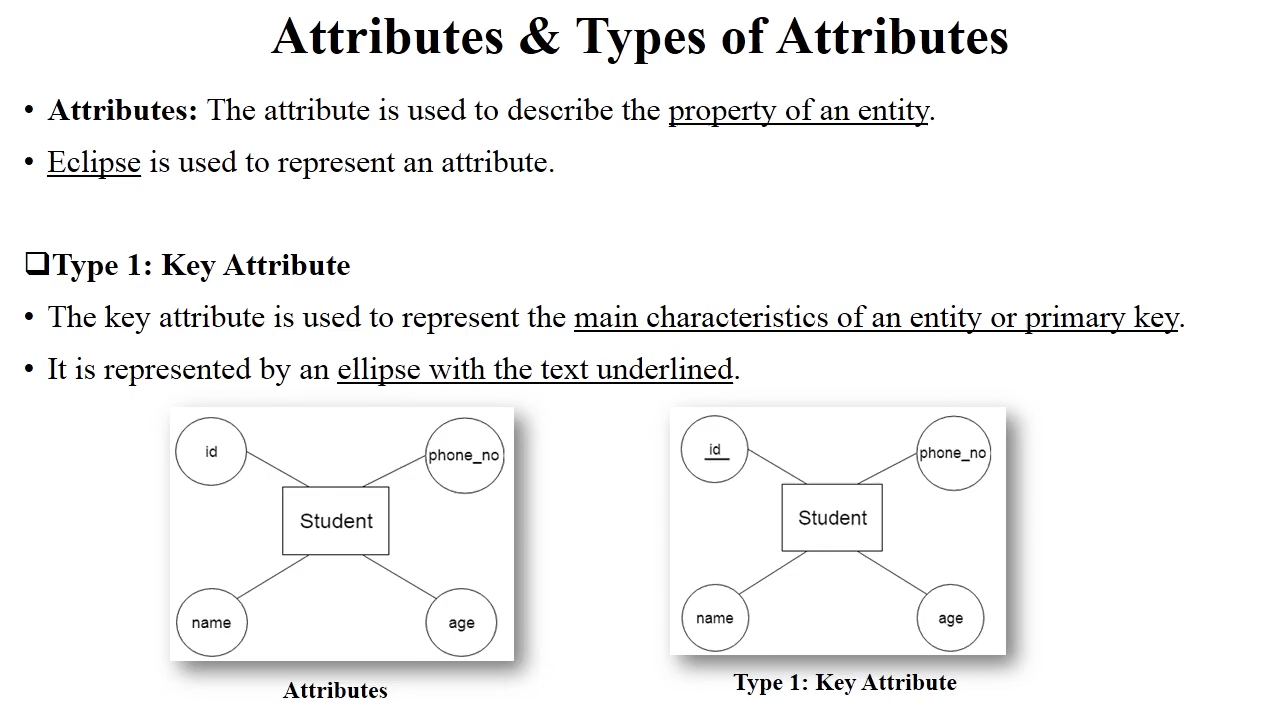 Attributes & Types of Attributes
• Attributes: The attribute is used to describe the property of an entity.
• Eclipse is used to represent an attribute.
❑Type 1: Key Attribute
• The key attribute is used to represent the main characteristics of an entity or primary key.
• It is represented by an ellipse with the text underlined.
id
phone_no
Student
name
age
Attributes
id
phone_no
Student
name
age
Type 1: Key Attribute